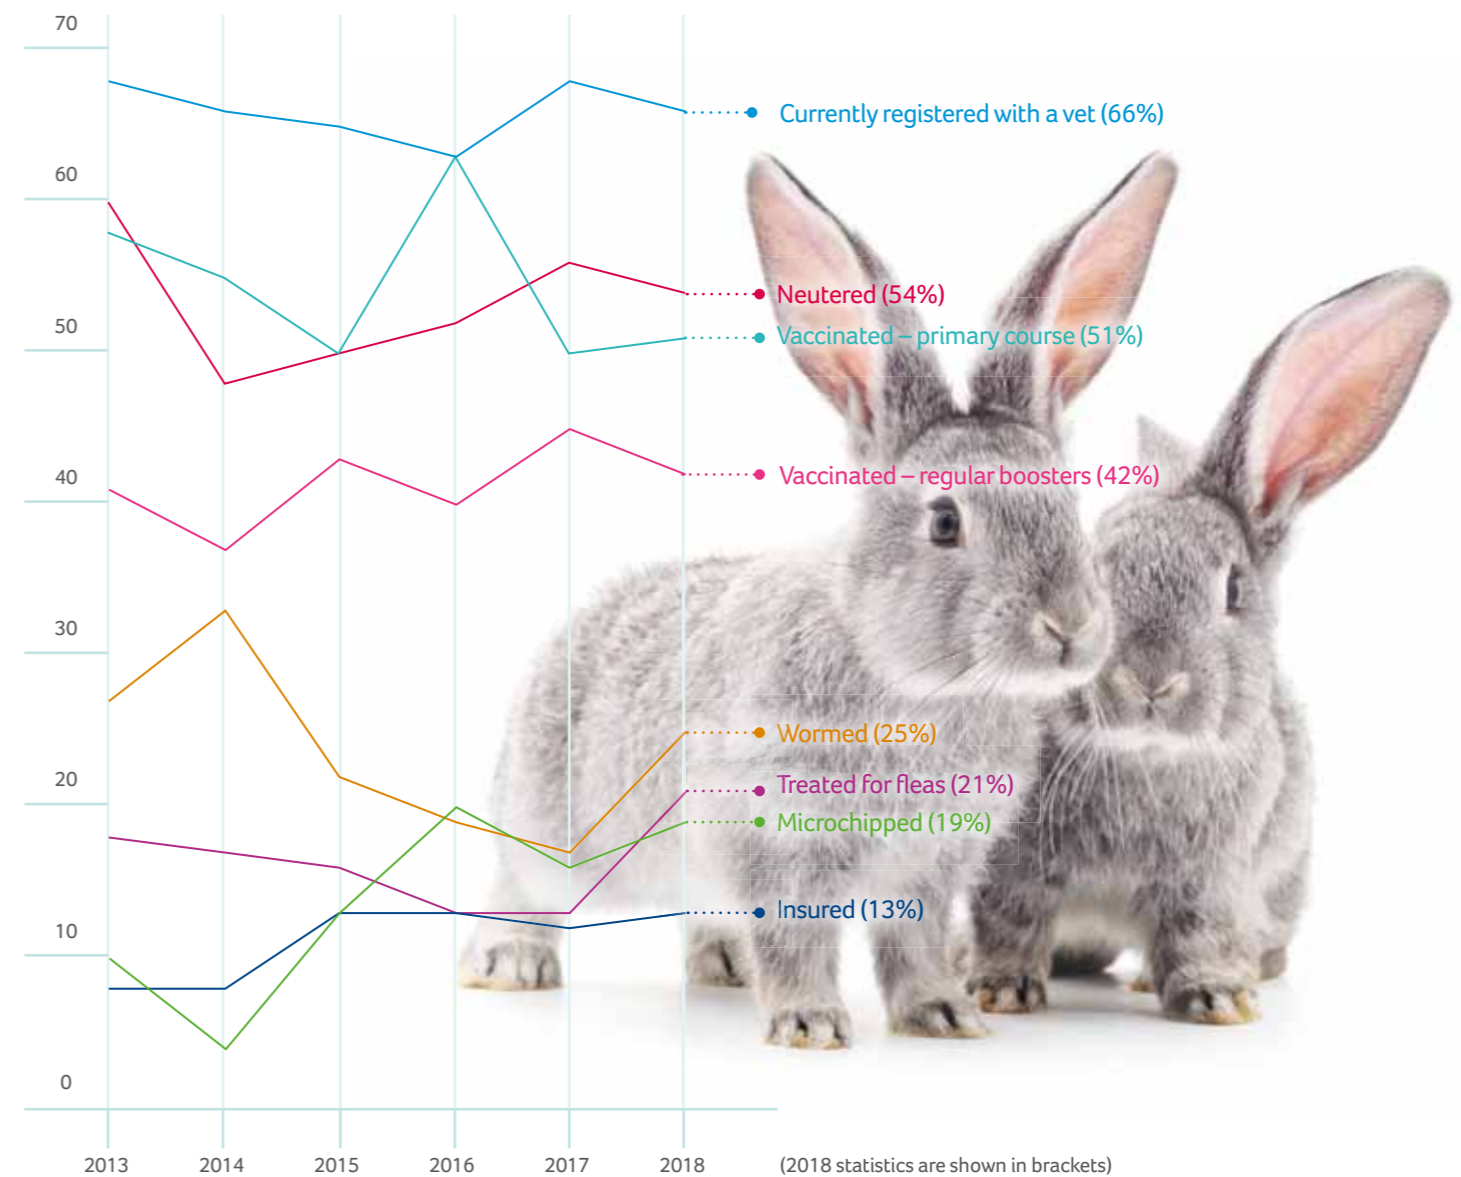 70
Currently registered with a vet (66%)
60
Neutered (54%)
50
Vaccinated – primary course (51%)
40
Vaccinated – regular boosters (42%)
30
Wormed (25%)
20
Treated for fleas (21%)
Microchipped (19%)
10
Insured (13%)
0
2013 2014 2015 2016 2017 2018 (2018 statistics are shown in brackets)